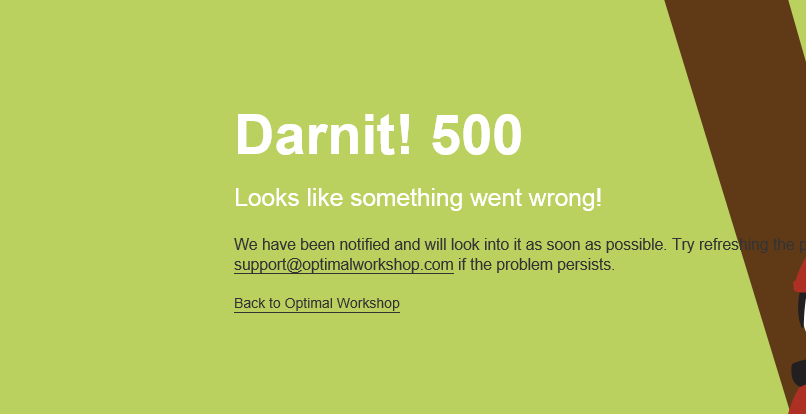 Darnit! 500
Looks like something went wrong!
We have been notified and will look into it as soon as possible. Try refreshing the
support@optimalworkshop.com if the problem persists.
Back to Optimal Workshop